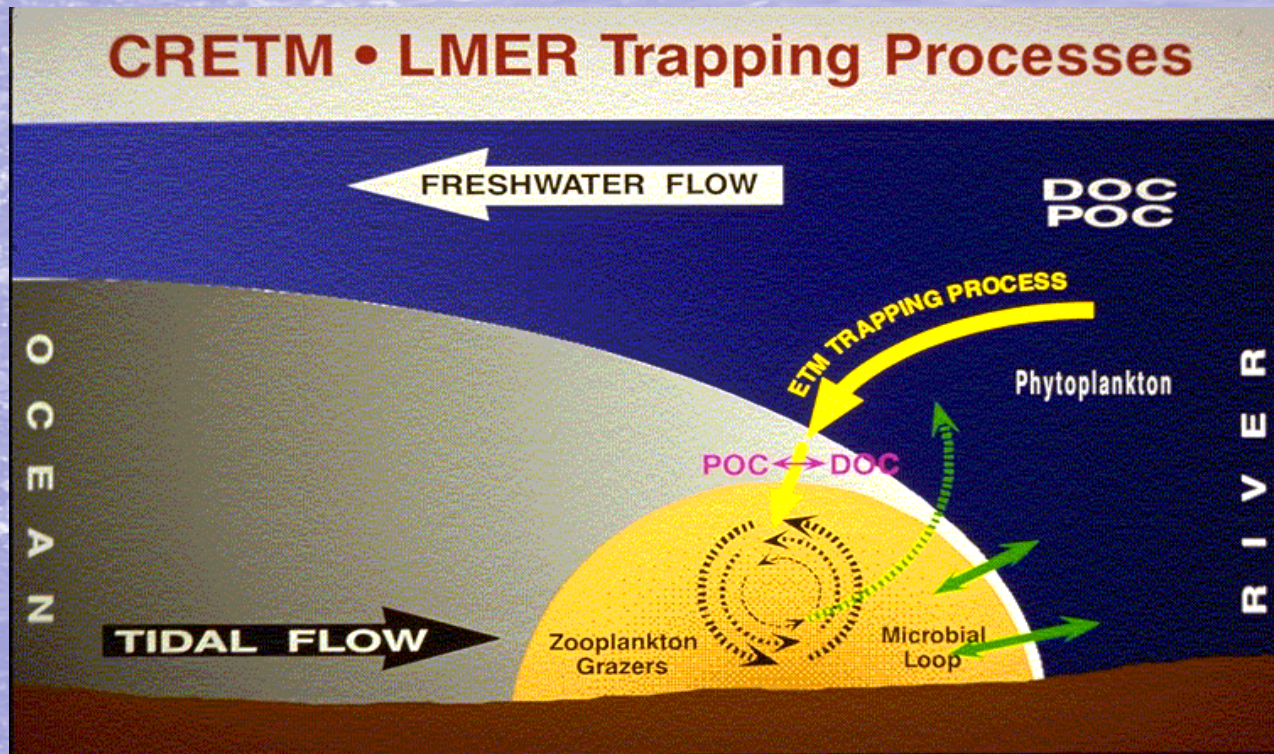 CRETM • LMER Trapping Processes
FRESHWATER FLOW
DOC
POC
ETM TRAPPING PROCESS
Phytoplankton
OCEAN
RIVER
POC DOC
TIDAL FLOW
Zooplankton
Grazers
Microbial
Loop